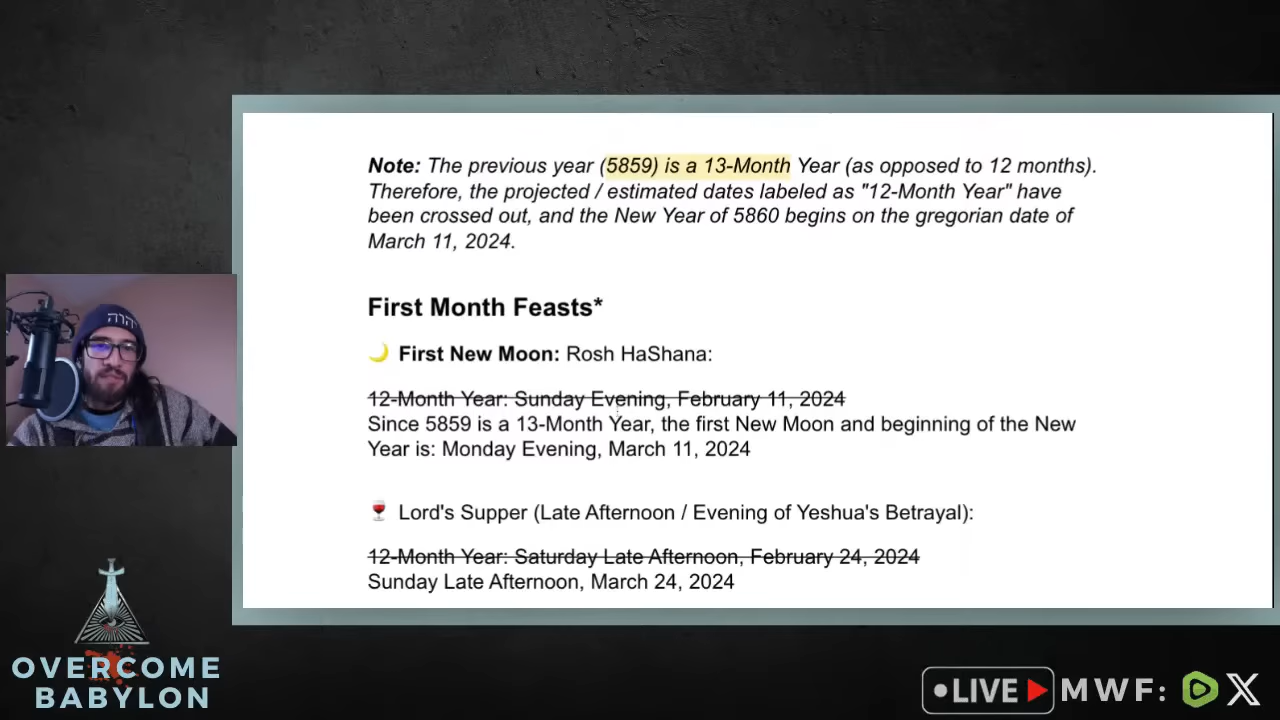 Note: The previous year (5859) is a 13-Month Year (as opposed to 12 months).
Therefore, the projected / estimated dates labeled as "12-Month Year" have
been crossed out, and the New Year of 5860 begins on the gregorian date of
March 11, 2024.
First Month Feasts*
First New Moon: Rosh HaShana:
12-Month Year: Sunday Evening, February 11, 2024
Since 5859 is a 13-Month Year, the first New Moon and beginning of the New
Year is: Monday Evening, March 11, 2024
Lord's Supper (Late Afternoon / Evening of Yeshua's Betrayal):
12-Month Year: Saturday Late Afternoon, February 24, 2024
Sunday Late Afternoon, March 24, 2024
יהוה
OVERCOME
BABYLON
LIVE MWF: X